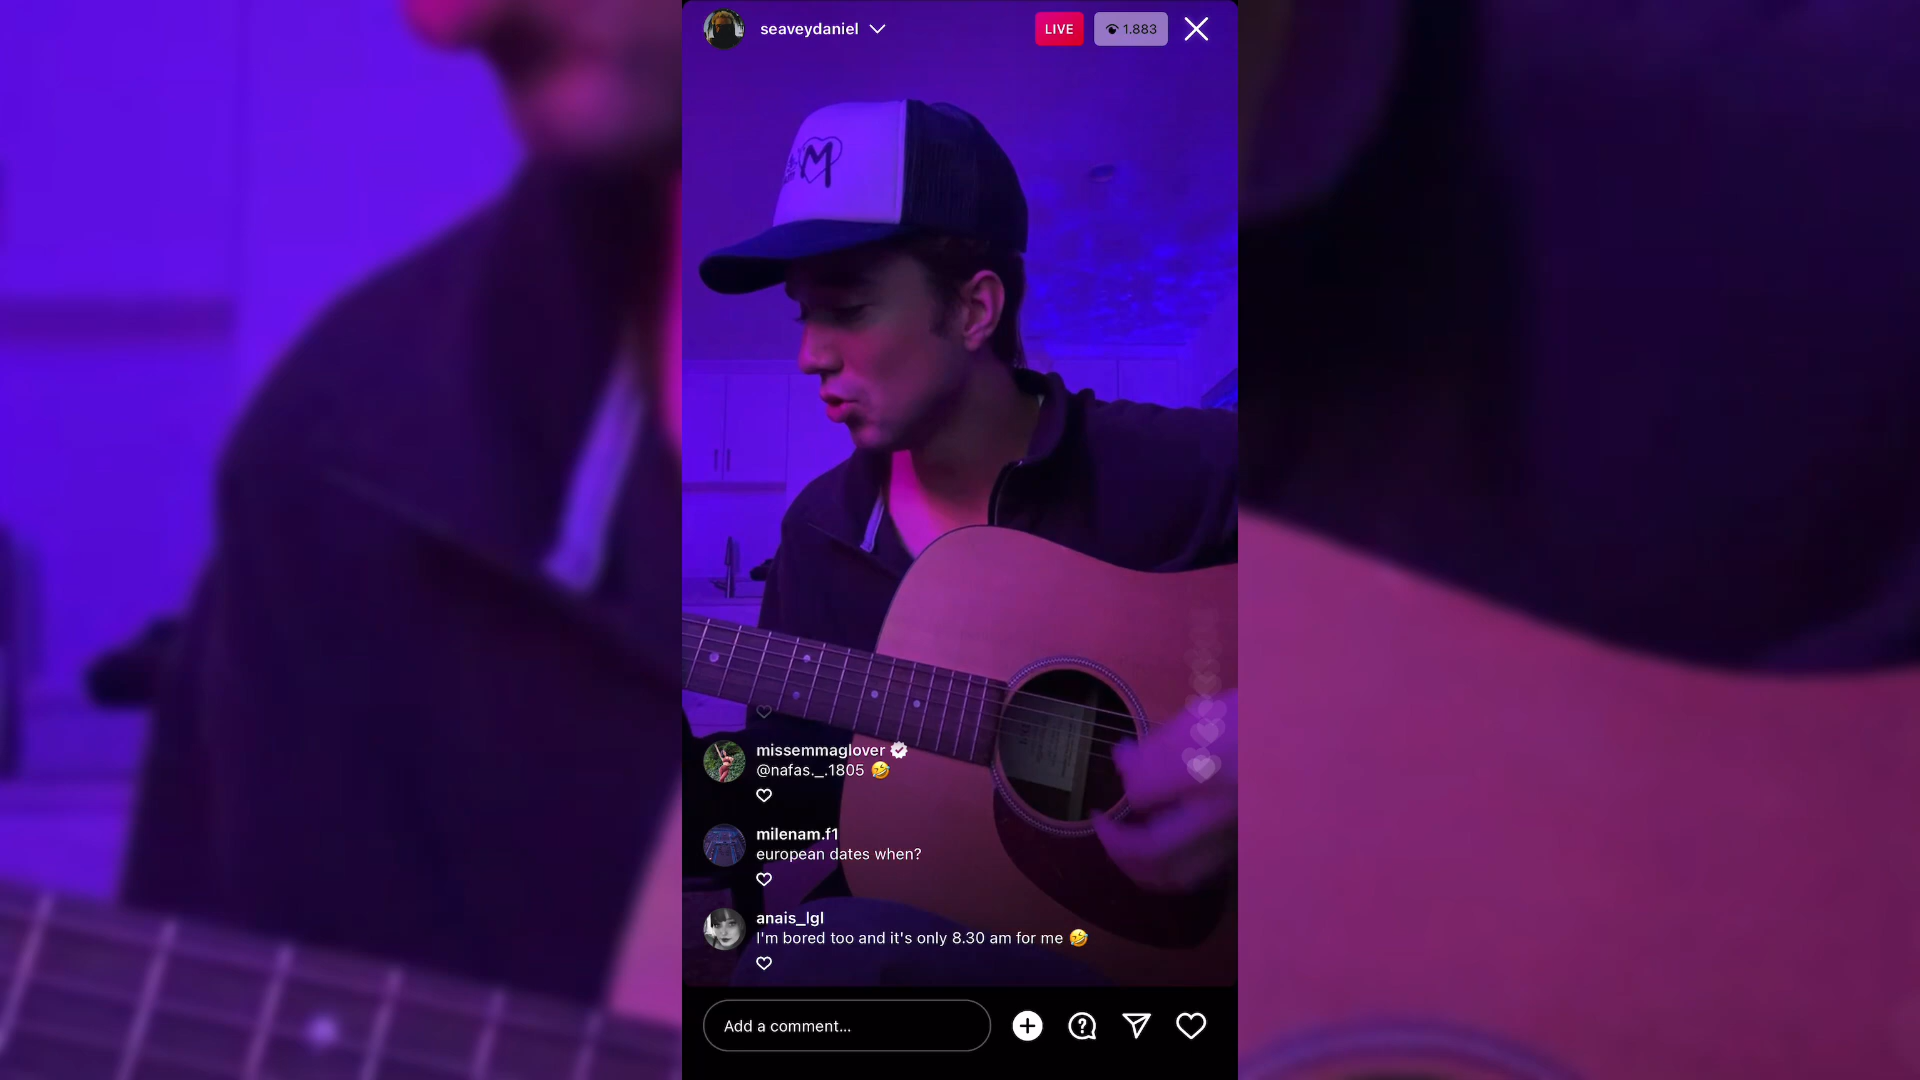 seaveydaniel
LIVE
1.883
M
missemmaglover
@nafas._.1805 🤣
milenam.f1
european dates when?
anais_lgl
I'm bored too and it's only 8.30 am for me 🤣
Add a comment...